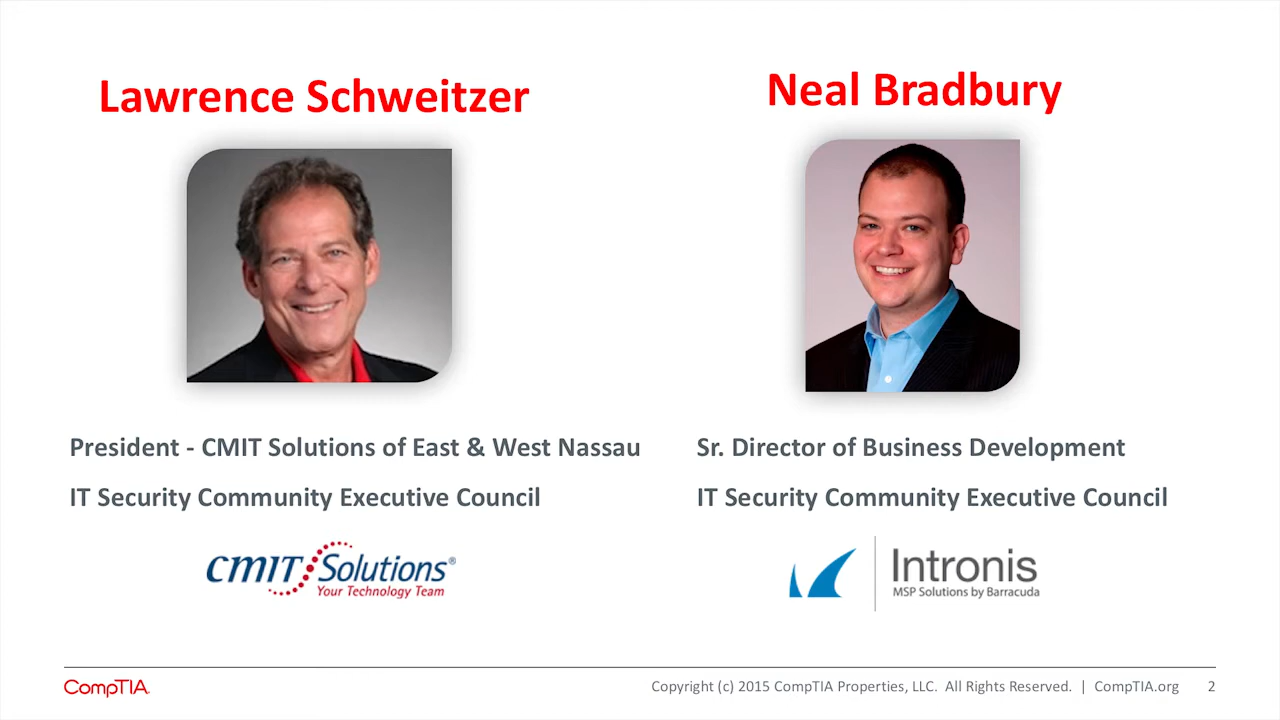 Lawrence Schweitzer
Neal Bradbury
President - CMIT Solutions of East & West Nassau
IT Security Community Executive Council
Sr. Director of Business Development
IT Security Community Executive Council
CMIT Solutions®
Your Technology Team
Intronis
MSP Solutions by Barracuda
CompTIA.
Copyright (c) 2015 CompTIA Properties, LLC. All Rights Reserved. | CompTIA.org 2